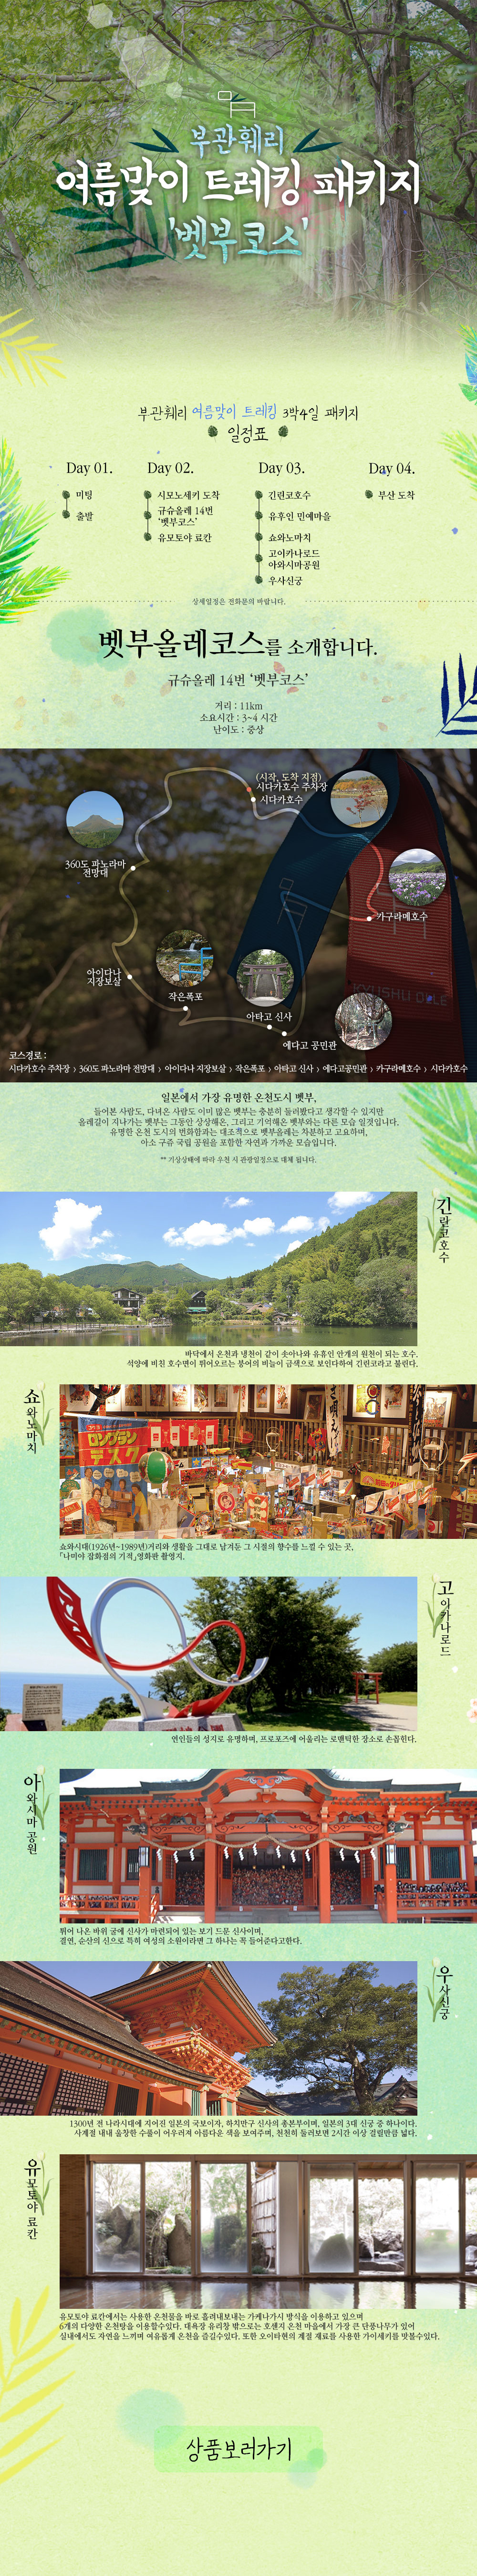 부관훼리
여름맞이 트레킹 패키지
'벳부코스'
부관훼리 여름맞이 트레킹 3박4일 패키지
일정표
Day 01.
미팅
출발
Day 02.
시모노세키 도착
규슈올레 14번
'벳부코스'
유모토야 료칸
Day 03.
긴린코호수
유후인 민예마을
쇼와노마치
고이카나로드
아와시마공원
우사신궁
Day 04.
부산 도착
상세일정은 전화문의 바랍니다.
벳부올레코스를 소개합니다.
규슈올레 14번 '벳부코스'
거리 : 11km
소요시간 : 3~4 시간
난이도 : 중상
(시작, 도착 지점)
시다카호수 주차장
시다카호수
360도 파노라마
전망대
가구라메호수
아이다나
지장보살
작은폭포
아타고 신사
에다고 공민관
KYUSHU OLLE
코스경로 :
시다카호수 주차장 > 360도 파노라마 전망대 > 아이다나 지장보살 > 작은폭포 > 아타고 신사 > 에다고공민관 > 카구라메호수 > 시다카호수
일본에서 가장 유명한 온천도시 벳부,
들어본 사람도, 다녀온 사람도 이미 많은 벳부는 충분히 둘러봤다고 생각할 수 있지만
올레길이 지나가는 벳부는 그동안 상상해온, 그리고 기억해온 벳부와는 다른 모습 일것입니다.
유명한 온천 도시의 번화함과는 대조적으로 벳부올레는 차분하고 고요하며,
아소 구쥬 국립 공원을 포함한 자연과 가까운 모습입니다.
** 기상상태에 따라 우천 시 관광일정으로 대체 됩니다.
긴린코호수
바닥에서 온천과 냉천이 같이 솟아나와 유휴인 안개의 원천이 되는 호수.
석양에 비친 호수면이 뛰어오르는 붕어의 비늘이 금색으로 보인다하여 긴린코라고 불린다.
쇼와노마치
쇼와시대(1926년~1989년)거리와 생활을 그대로 남겨둔 그 시절의 향수를 느낄 수 있는 곳,
「나미야 잡화점의 기적」영화판 촬영지.
고이카나로드
연인들의 성지로 유명하며, 프로포즈에 어울리는 로맨틱한 장소로 손꼽힌다.
아와시마 공원
튀어 나온 바위 굴에 신사가 마련되어 있는 보기 드문 신사이며,
결연, 순산의 신으로 특히 여성의 소원이라면 그 하나는 꼭 들어준다고한다.
우사신궁
1300년 전 나라시대에 지어진 일본의 국보이자, 하치만구 신사의 총본부이며, 일본의 3대 신궁 중 하나이다.
사계절 내내 울창한 수풀이 어우러져 아름다운 색을 보여주며, 천천히 둘러보면 2시간 이상 걸릴만큼 넓다.
유모토야 료칸
유모토야 료칸에서는 사용한 온천물을 바로 흘려내보내는 가케나가시 방식을 이용하고 있으며
6개의 다양한 온천탕을 이용할수있다. 대욕장 유리창 밖으로는 호센지 온천 마을에서 가장 큰 단풍나무가 있어
실내에서도 자연을 느끼며 여유롭게 온천을 즐길수있다. 또한 오이타현의 제철 재료를 사용한 가이세키를 맛볼수있다.
상품보러가기